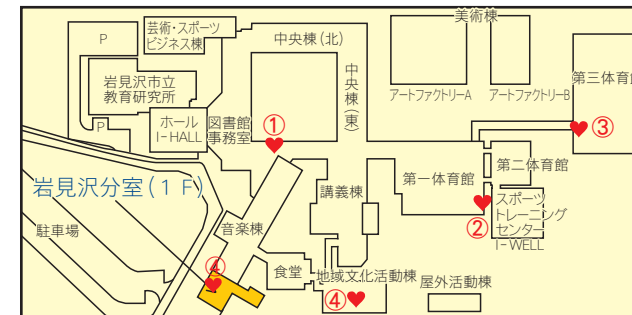 芸術・スポーツ
ビジネス棟
美術棟
P
中央棟(北)
岩見沢市立
教育研究所
中央棟(東)
アートファクトリーA
アートファクトリーB
第三体育館
P
ホール
I-HALL
図書館
事務室
①
③
岩見沢分室(1F)
講義棟
第一体育館
第二体育館
スポーツ
トレーニング
センター
I-WELL
②
駐車場
音楽棟
④
食堂
地域文化活動棟
④
屋外活動棟